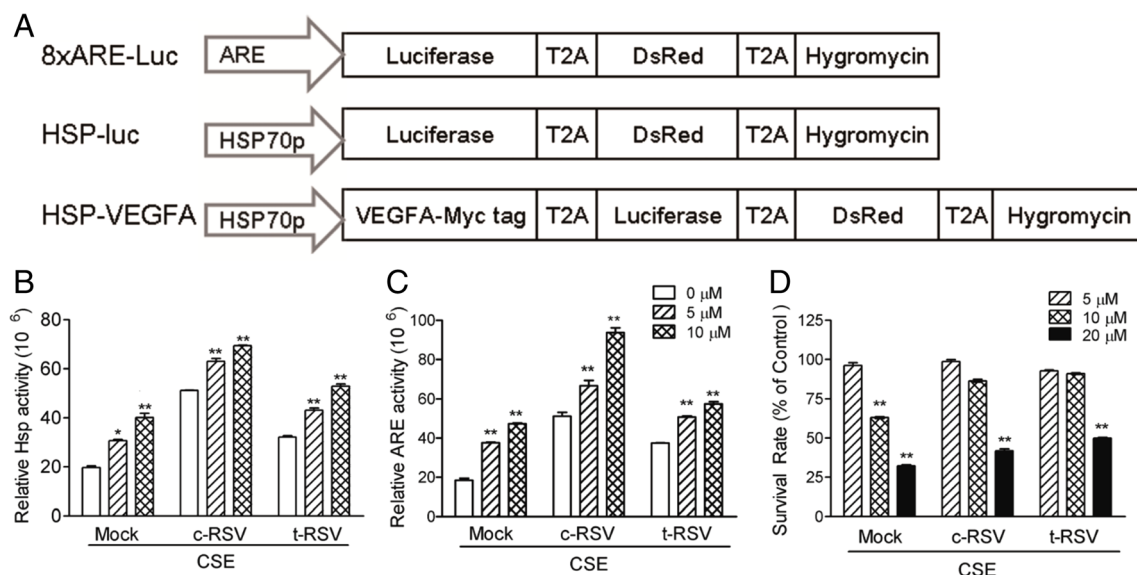 A
8xARE-Luc ARE Luciferase T2A DsRed T2A Hygromycin
HSP-luc HSP70p Luciferase T2A DsRed T2A Hygromycin
HSP-VEGFA HSP70p VEGFA-Myc tag T2A Luciferase T2A DsRed T2A Hygromycin
B
Relative Hsp activity (10 6)
80
60
40
20
0
* **
** **
** **
Mock c-RSV t-RSV
CSE
C
0 μM
5 μM
10 μM
Relative ARE activity (10 6)
100
80
60
40
20
0
** **
** **
** **
Mock c-RSV t-RSV
CSE
D
5 μM
10 μM
20 μM
Survival Rate (% of Control )
125
100
75
50
25
0
** **
**
**
Mock c-RSV t-RSV
CSE